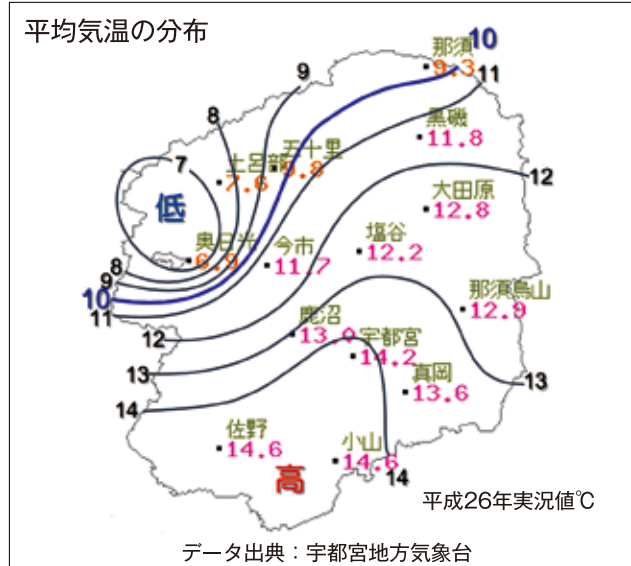 平均気温の分布
那須
10
9.3
11
9
黒磯
11.8
8
五十里
土呂部
9.8
7.6
7
12
大田原
12.8
低
奥日光
6.9
今市
11.7
塩谷
12.2
8
9
10
11
那須烏山
12.9
鹿沼
13.0
宇都宮
14.2
12
13
真岡
13.6
13
14
佐野
14.6
小山
14.6
高
14
平成26年実況値℃
データ出典：宇都宮地方気象台